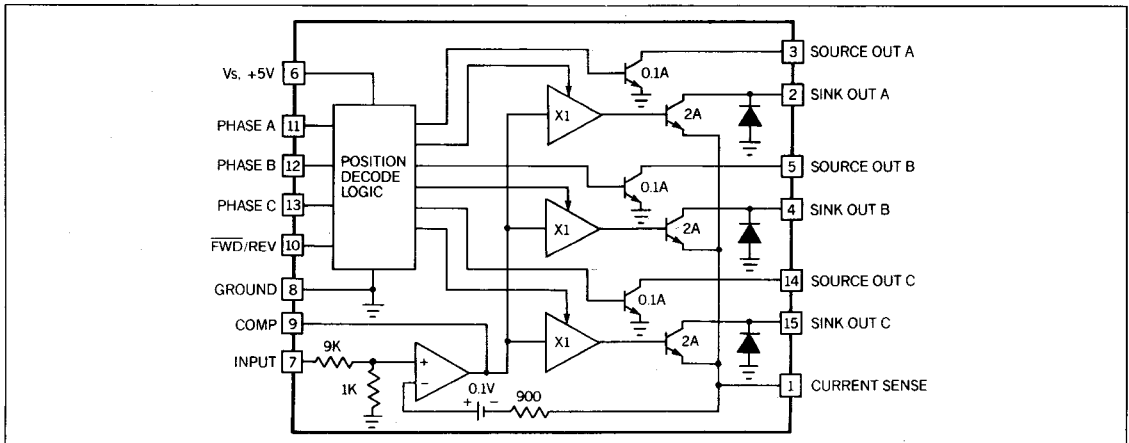 Vs, +5V
6
PHASE A
11
PHASE B
12
PHASE C
13
FWD/REV
10
GROUND
8
COMP
9
INPUT
7
POSITION
DECODE
LOGIC
9K
1K
+
−
0.1V
+ −
900
X1
X1
X1
0.1A
2A
0.1A
2A
0.1A
2A
3
SOURCE OUT A
2
SINK OUT A
5
SOURCE OUT B
4
SINK OUT B
14
SOURCE OUT C
15
SINK OUT C
1
CURRENT SENSE